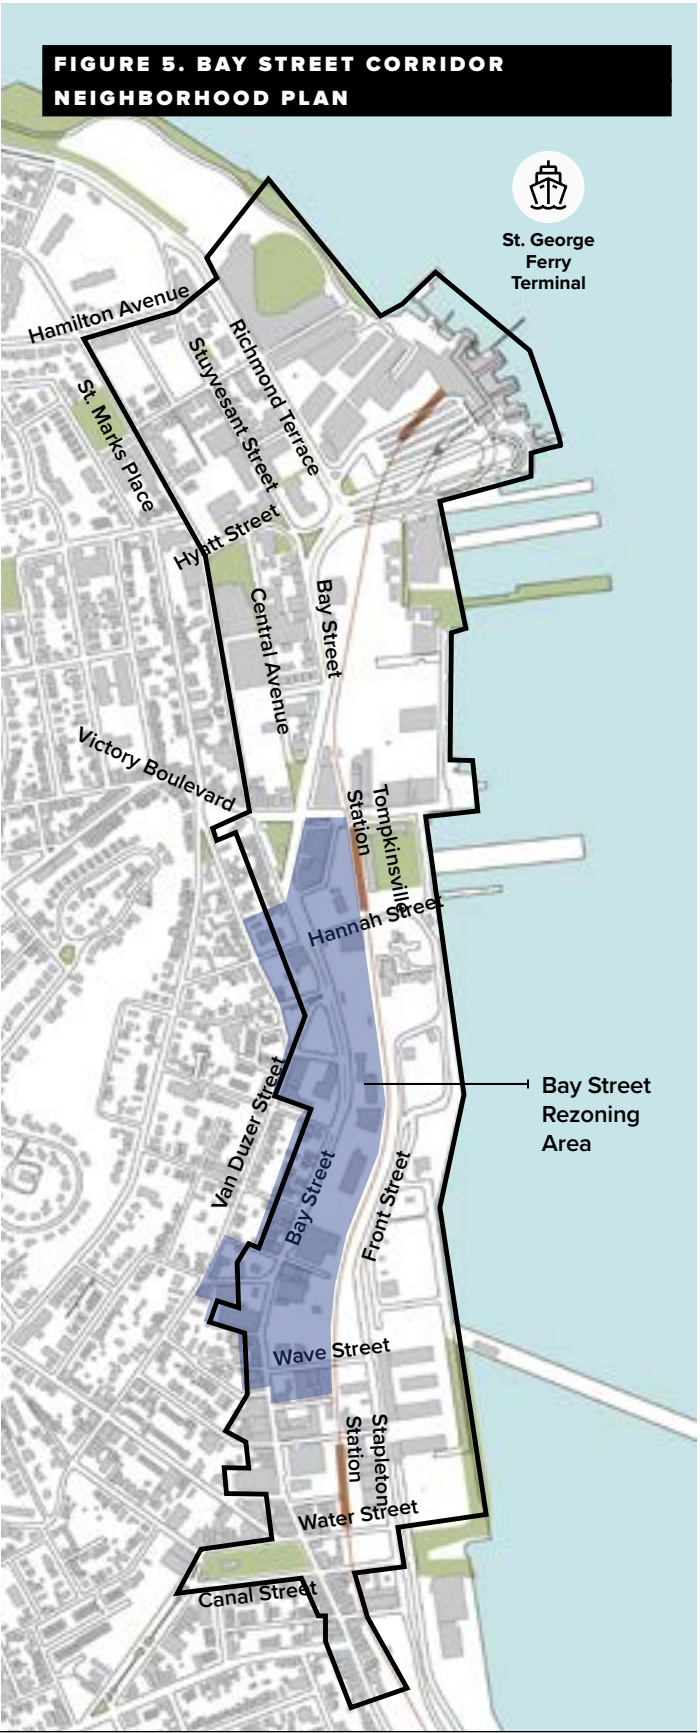 FIGURE 5. BAY STREET CORRIDOR
NEIGHBORHOOD PLAN
St. George
Ferry
Terminal
Hamilton Avenue
Richmond Terrace
Stuyvesant Street
St. Marks Place
Hyatt Street
Central Avenue
Bay Street
Victory Boulevard
Tompkinsville
Station
Hannah Street
Bay Street
Rezoning
Area
Van Duzer Street
Bay Street
Front Street
Wave Street
Stapleton
Station
Water Street
Canal Street